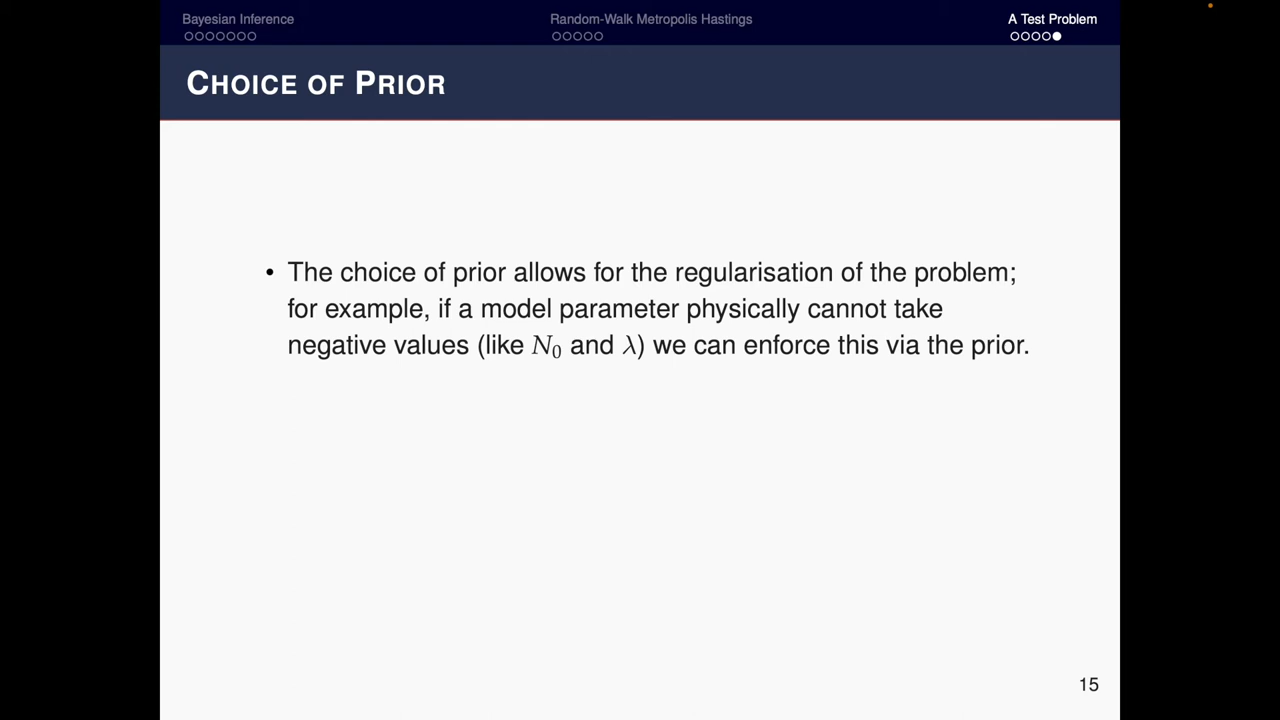 Bayesian Inference
Random-Walk Metropolis Hastings
A Test Problem
CHOICE OF PRIOR
• The choice of prior allows for the regularisation of the problem;
for example, if a model parameter physically cannot take
negative values (like N₀ and λ) we can enforce this via the prior.
15